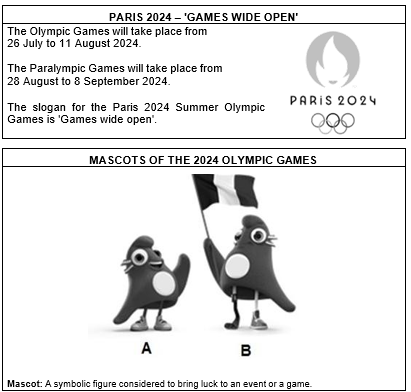 PARIS 2024 – 'GAMES WIDE OPEN'
The Olympic Games will take place from
26 July to 11 August 2024.
The Paralympic Games will take place from
28 August to 8 September 2024.
The slogan for the Paris 2024 Summer Olympic
Games is 'Games wide open'.
PARIS 2024
MASCOTS OF THE 2024 OLYMPIC GAMES
A B
Mascot: A symbolic figure considered to bring luck to an event or a game.